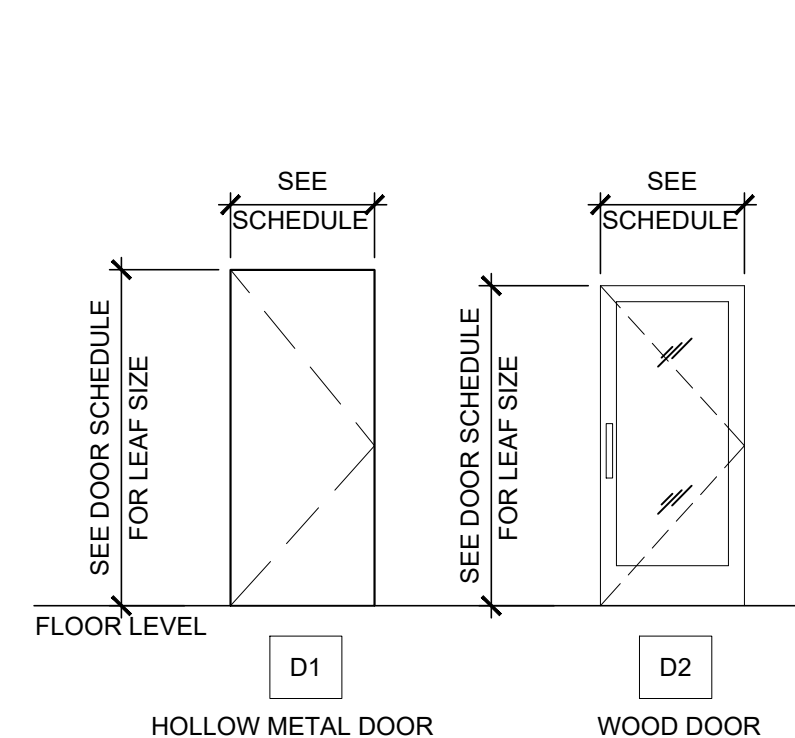 SEE
SCHEDULE
SEE DOOR SCHEDULE
FOR LEAF SIZE
SEE
SCHEDULE
SEE DOOR SCHEDULE
FOR LEAF SIZE
FLOOR LEVEL
D1
HOLLOW METAL DOOR
D2
WOOD DOOR